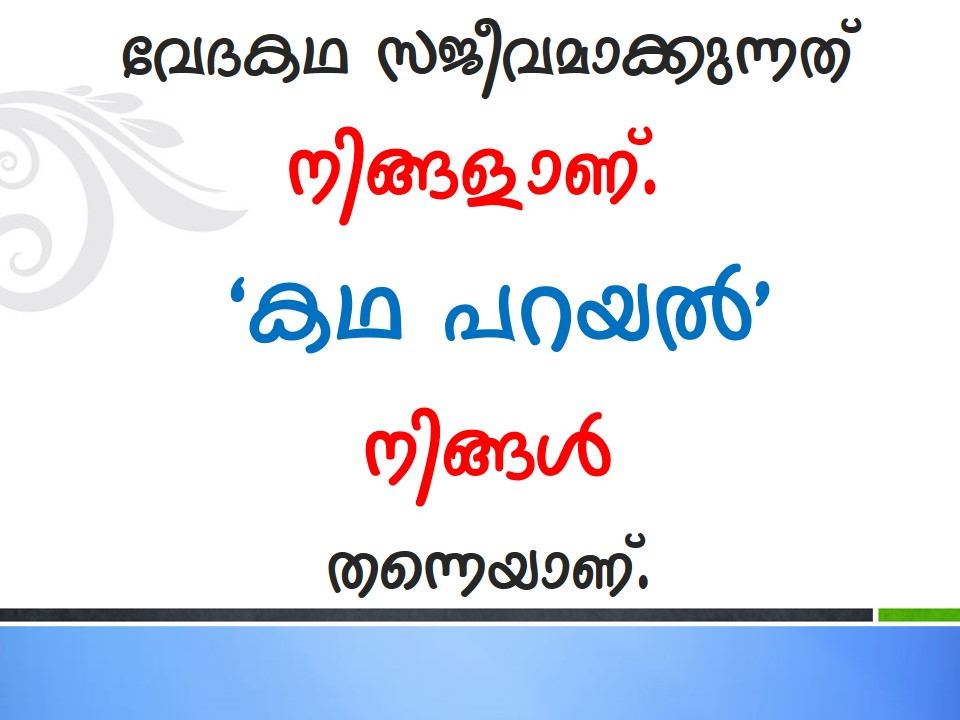 വേദകഥ സജീവമാക്കുന്നത്
നിങ്ങളാണ്.
‘കഥ പറയൽ’
നിങ്ങൾ
തന്നെയാണ്.